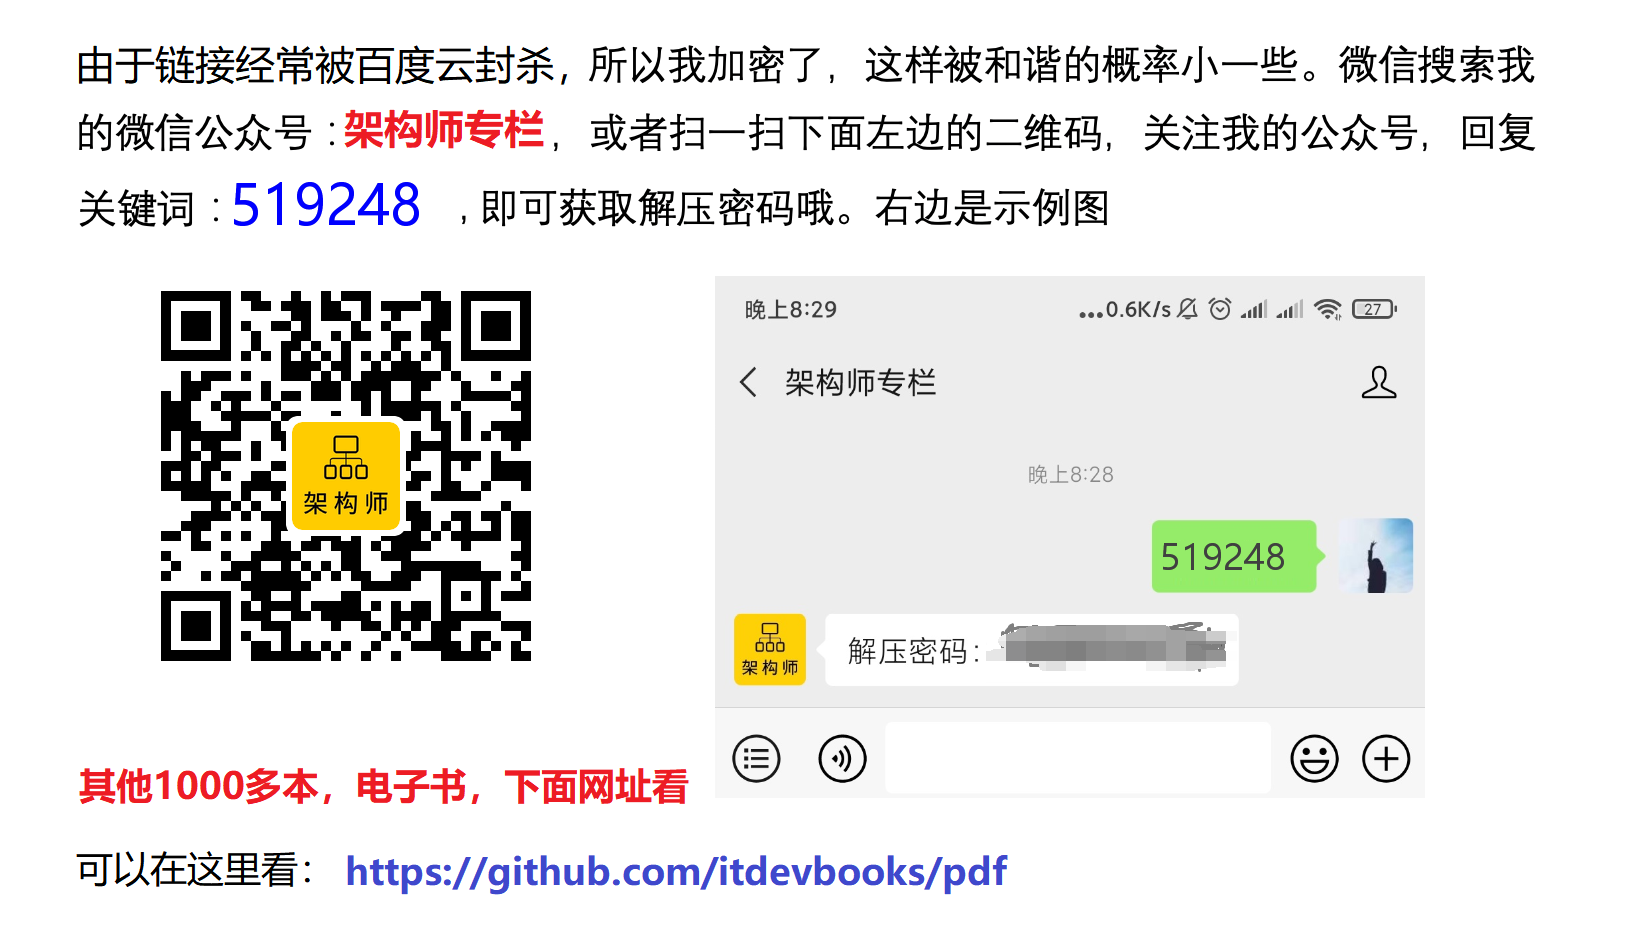 由于链接经常被百度云封杀，所以我加密了，这样被和谐的概率小一些。微信搜索我
的微信公众号：架构师专栏，或者扫一扫下面左边的二维码，关注我的公众号，回复
关键词：519248 ，即可获取解压密码哦。右边是示例图
架构师
晚上8:29
...0.6K/s
27
架构师专栏
晚上8:28
519248
架构师
解压密码:
其他1000多本，电子书，下面网址看
可以在这里看： https://github.com/itdevbooks/pdf